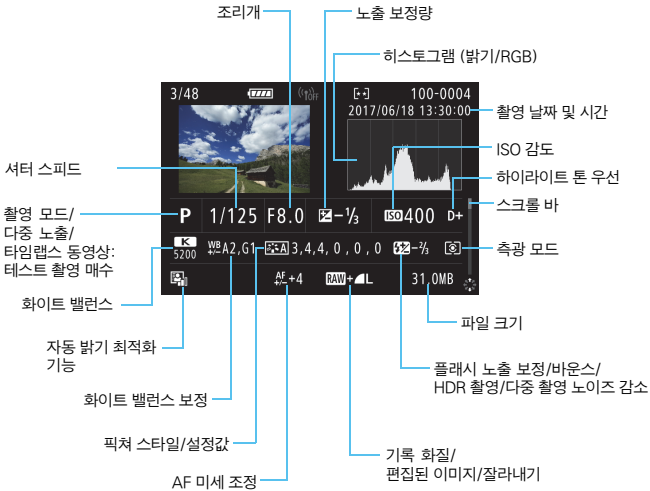 조리개
노출 보정량
히스토그램 (밝기/RGB)
3/48
OFF
100-0004
2017/06/18 13:30:00
촬영 날짜 및 시간
ISO 감도
셔터 스피드
하이라이트 톤 우선
스크롤 바
P 1/125 F8.0 -⅓ ISO 400 D+
촬영 모드/
다중 노출/
타임랩스 동영상:
테스트 촬영 매수
K
5200
WB +/- A2,G1 A 3,4,4,0,0,0 -⅔
측광 모드
AF +/- +4 RAW+ L 31.0MB
화이트 밸런스
파일 크기
자동 밝기 최적화
기능
플래시 노출 보정/바운스/
HDR 촬영/다중 촬영 노이즈 감소
화이트 밸런스 보정
픽쳐 스타일/설정값
기록 화질/
편집된 이미지/잘라내기
AF 미세 조정